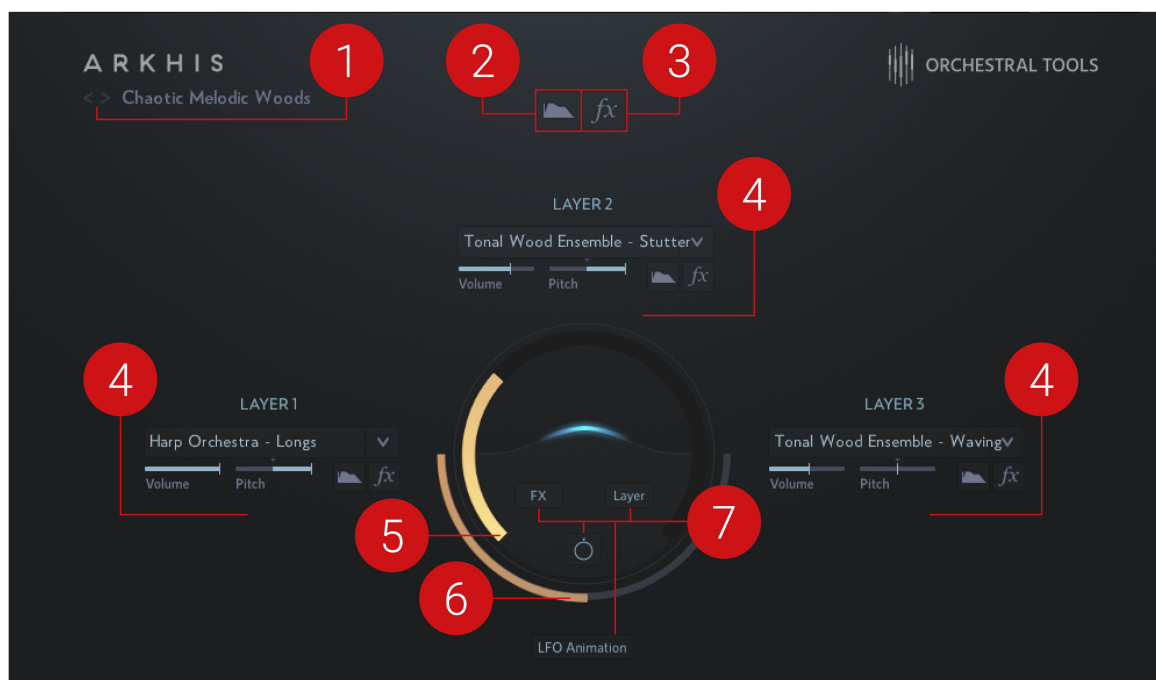 ARKHIS
1
2
3
ORCHESTRAL TOOLS
< > Chaotic Melodic Woods
fx
4
LAYER 2
Tonal Wood Ensemble - Stutter
Volume
Pitch
fx
4
LAYER 1
Harp Orchestra - Longs
Volume
Pitch
fx
4
LAYER 3
Tonal Wood Ensemble - Waving
Volume
Pitch
fx
FX
Layer
5
7
6
LFO Animation